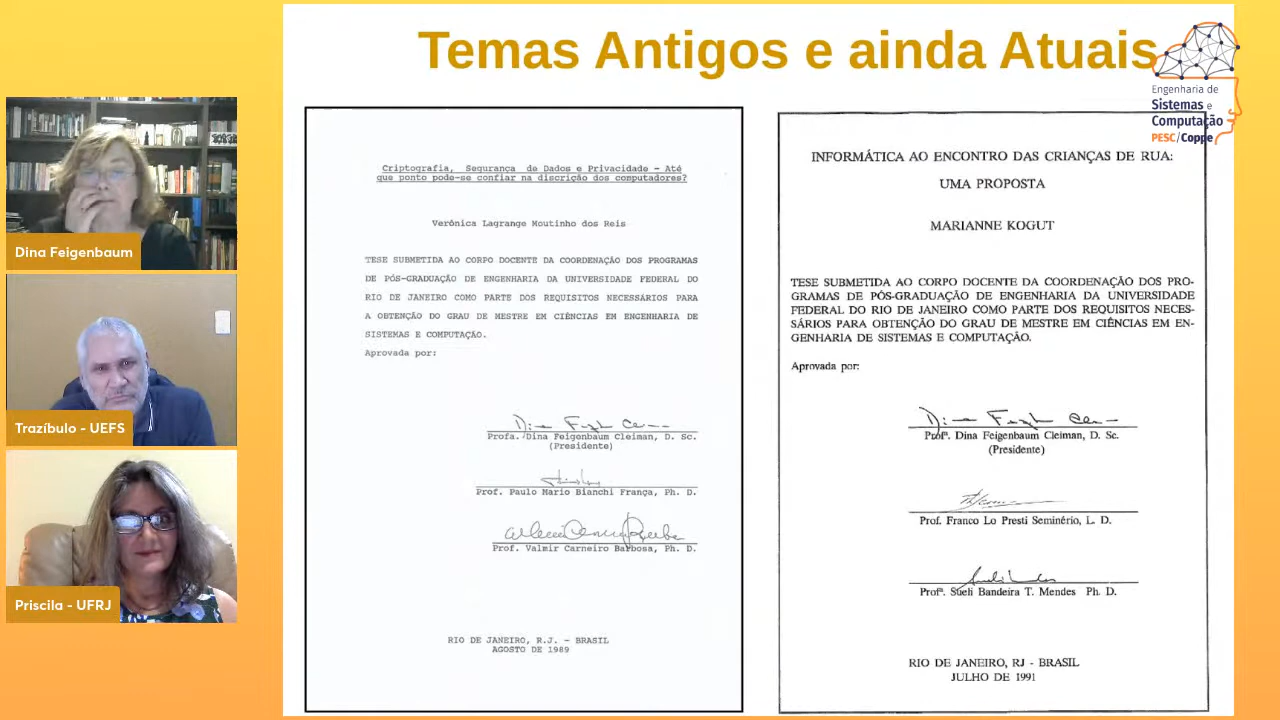 Temas Antigos e ainda Atuais
Engenharia de
Sistemas e
Computação
PESC/Coppe
Dina Feigenbaum
Trazíbulo - UEFS
Priscila - UFRJ
Criptografia, Segurança de Dados e Privacidade - Até
que ponto pode-se confiar na discrição dos computadores?
Verônica Lagrange Moutinho dos Reis
TESE SUBMETIDA AO CORPO DOCENTE DA COORDENAÇÃO DOS PROGRAMAS
DE PÓS-GRADUAÇÃO DE ENGENHARIA DA UNIVERSIDADE FEDERAL DO
RIO DE JANEIRO COMO PARTE DOS REQUISITOS NECESSÁRIOS PARA
A OBTENÇÃO DO GRAU DE MESTRE EM CIÊNCIAS EM ENGENHARIA DE
SISTEMAS E COMPUTAÇÃO.
Aprovada por:
Profa. Dina Feigenbaum Cleiman, D. Sc.
(Presidente)
Prof. Paulo Mario Bianchi França, Ph. D.
Prof. Valmir Carneiro Barbosa, Ph. D.
RIO DE JANEIRO, R.J. - BRASIL
AGOSTO DE 1989
INFORMÁTICA AO ENCONTRO DAS CRIANÇAS DE RUA:
UMA PROPOSTA
MARIANNE KOGUT
TESE SUBMETIDA AO CORPO DOCENTE DA COORDENAÇÃO DOS PRO-
GRAMAS DE PÓS-GRADUAÇÃO DE ENGENHARIA DA UNIVERSIDADE
FEDERAL DO RIO DE JANEIRO COMO PARTE DOS REQUISITOS NECES-
SÁRIOS PARA OBTENÇÃO DO GRAU DE MESTRE EM CIÊNCIAS EM EN-
GENHARIA DE SISTEMAS E COMPUTAÇÃO.
Aprovada por:
Profª. Dina Feigenbaum Cleiman, D. Sc.
(Presidente)
Prof. Franco Lo Presti Seminério, L. D.
Profª. Sueli Bandeira T. Mendes Ph. D.
RIO DE JANEIRO, RJ - BRASIL
JULHO DE 1991